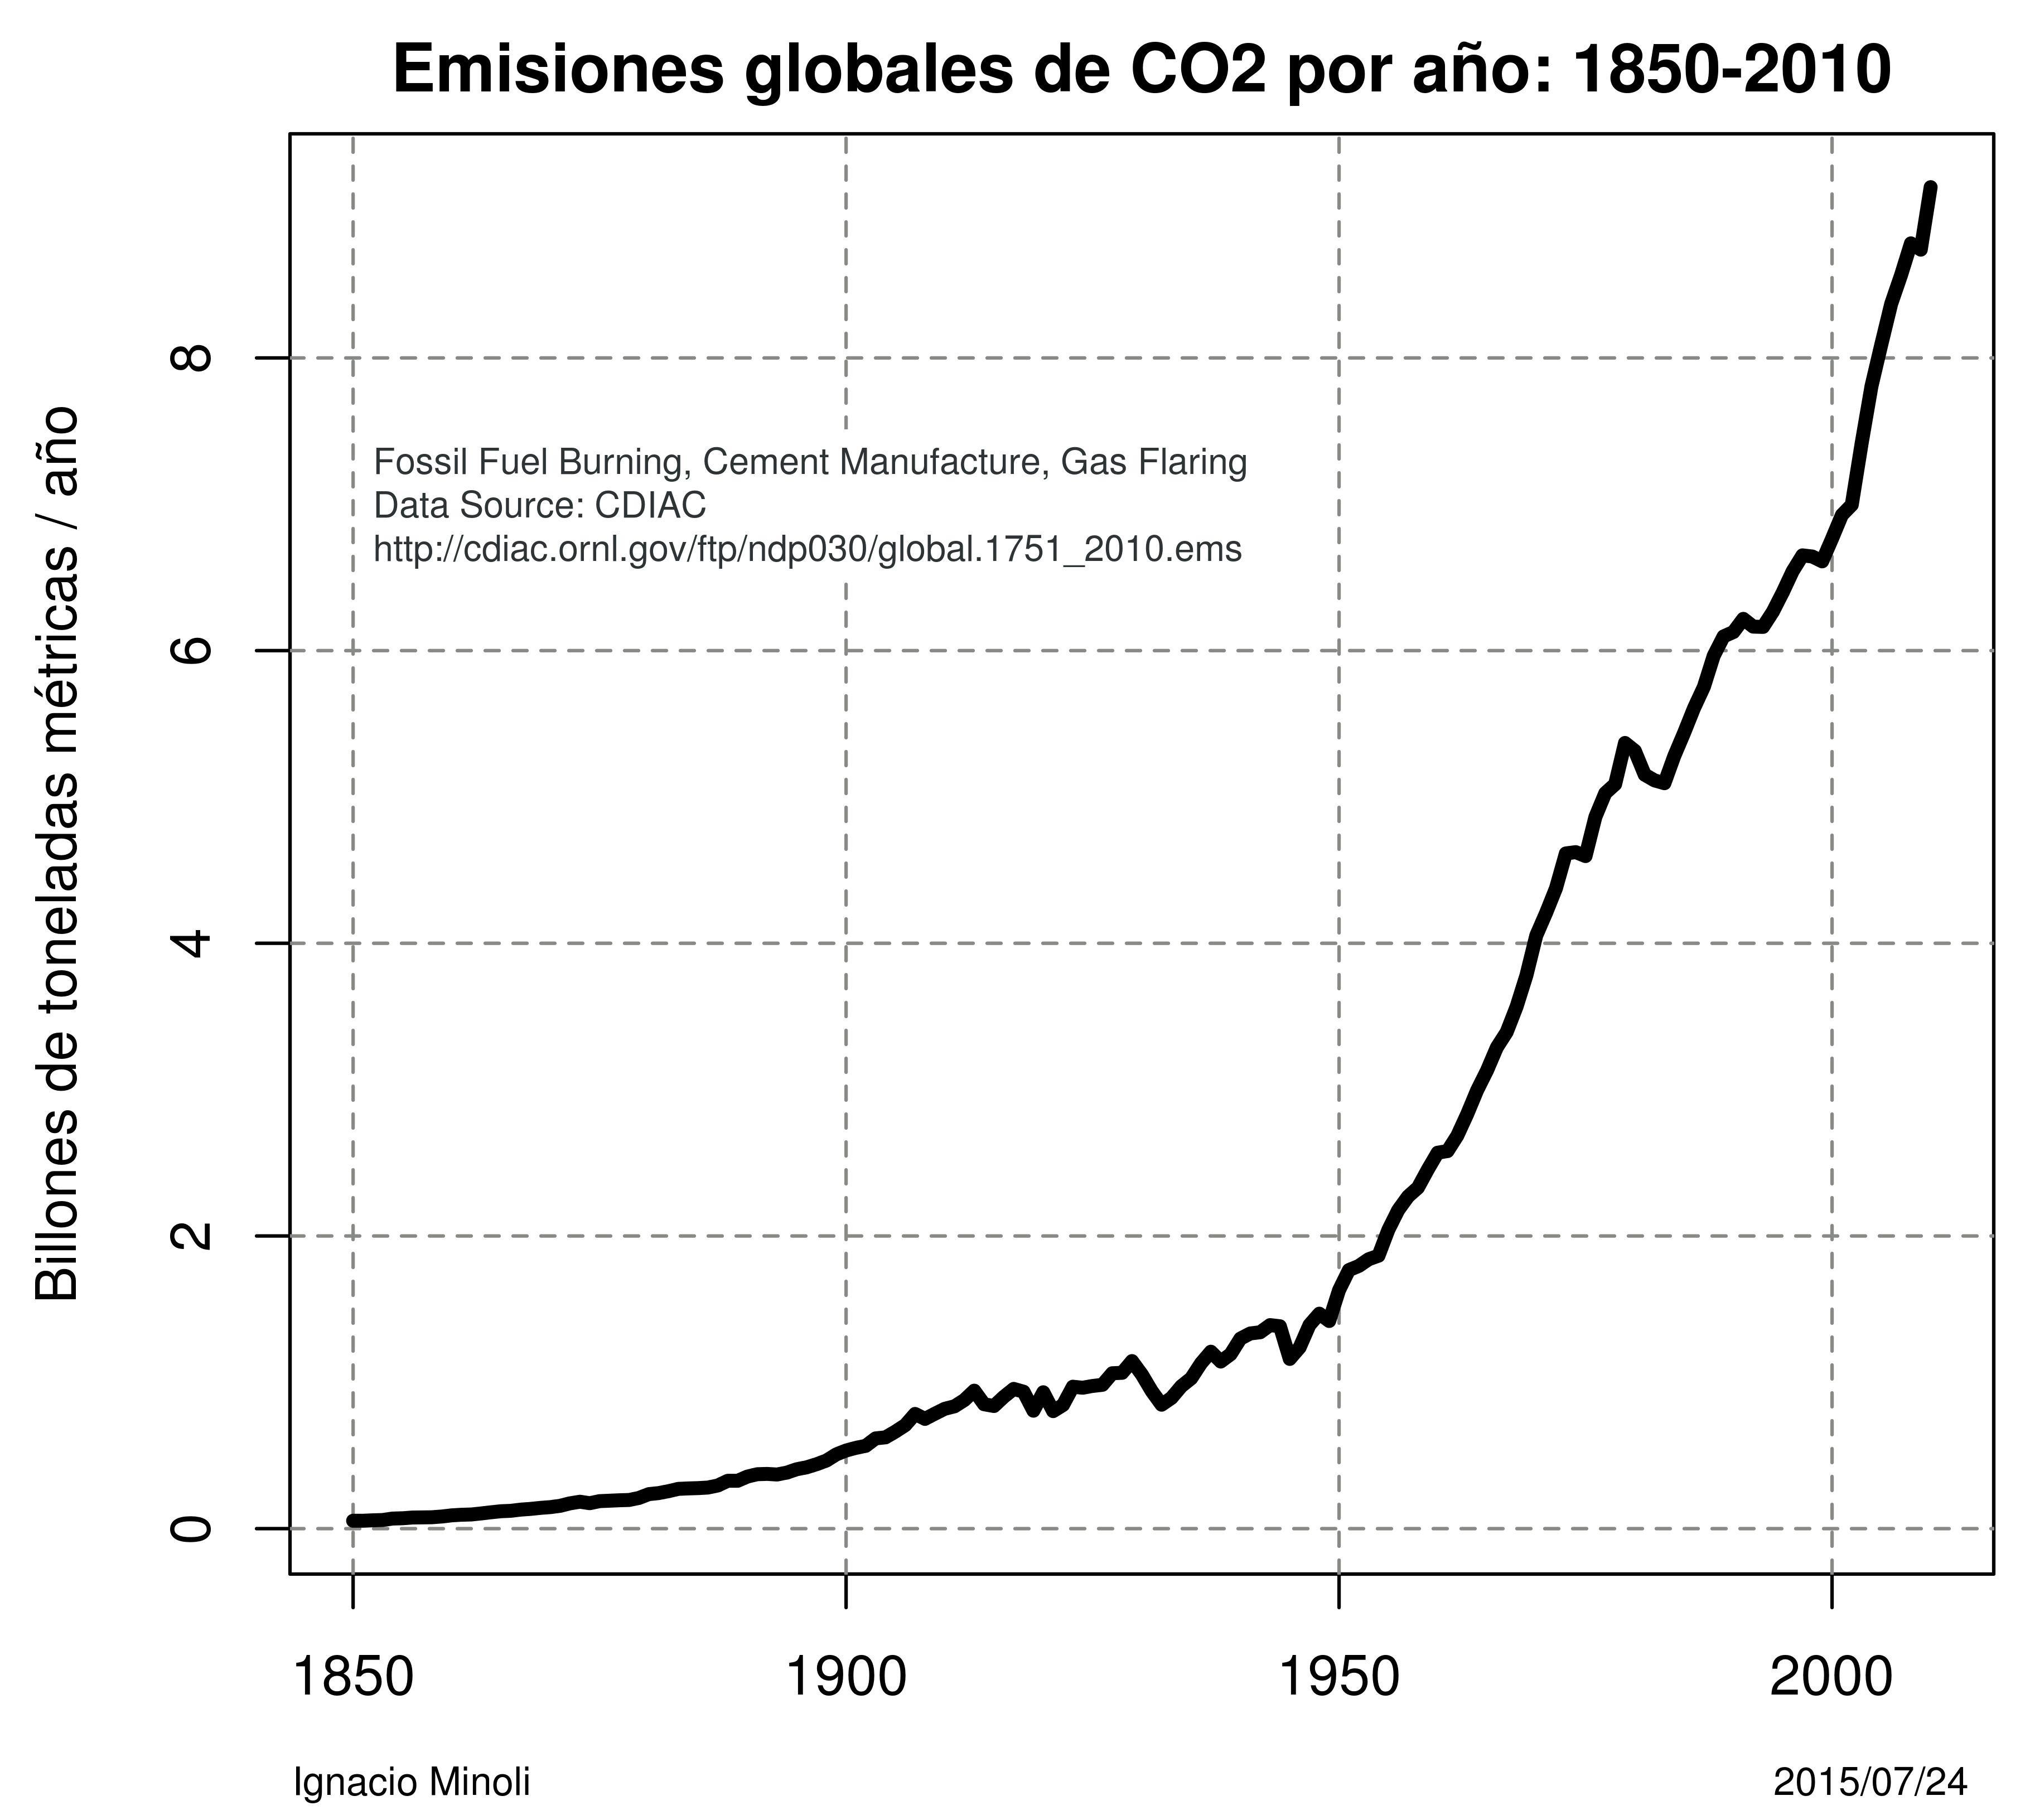 Emisiones globales de CO2 por año: 1850-2010
Billones de toneladas métricas / año
8
6
4
2
0
Fossil Fuel Burning, Cement Manufacture, Gas Flaring
Data Source: CDIAC
http://cdiac.ornl.gov/ftp/ndp030/global.1751_2010.ems
1850 1900 1950 2000
Ignacio Minoli 2015/07/24